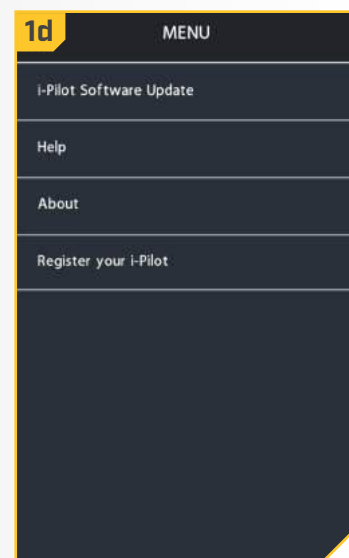 1d
MENU
i-Pilot Software Update
Help
About
Register your i-Pilot